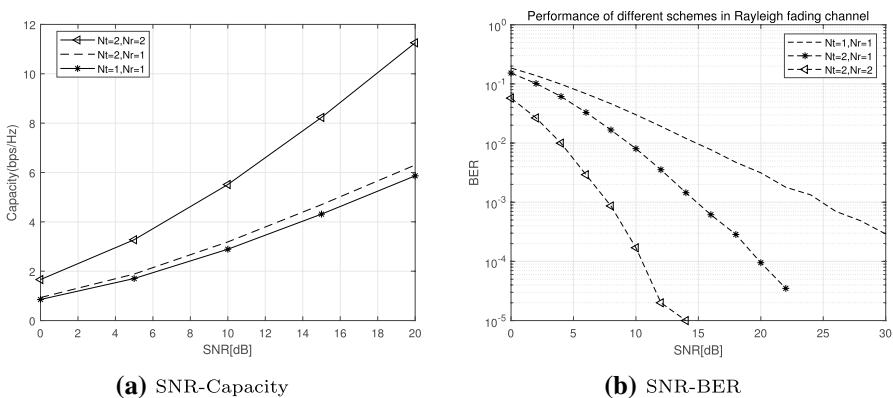 12
10
8
6
4
2
0
Capacity(bps/Hz)
Nt=2,Nr=2
Nt=2,Nr=1
Nt=1,Nr=1
0 2 4 6 8 10 12 14 16 18 20
SNR[dB]
(a) SNR-Capacity
Performance of different schemes in Rayleigh fading channel
10^0
10^-1
10^-2
10^-3
10^-4
10^-5
BER
Nt=1,Nr=1
Nt=2,Nr=1
Nt=2,Nr=2
0 5 10 15 20 25 30
SNR[dB]
(b) SNR-BER